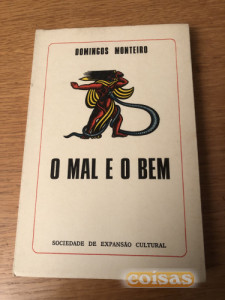 DOMINGOS MONTEIRO
O MAL E O BEM
SOCIEDADE DE EXPANSÃO CULTURAL
coisas